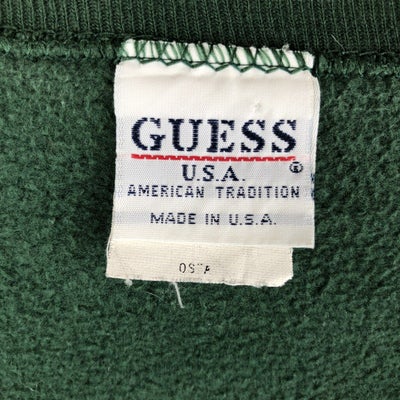 GUESS
®
U.S.A.
AMERICAN TRADITION
MADE IN U.S.A.